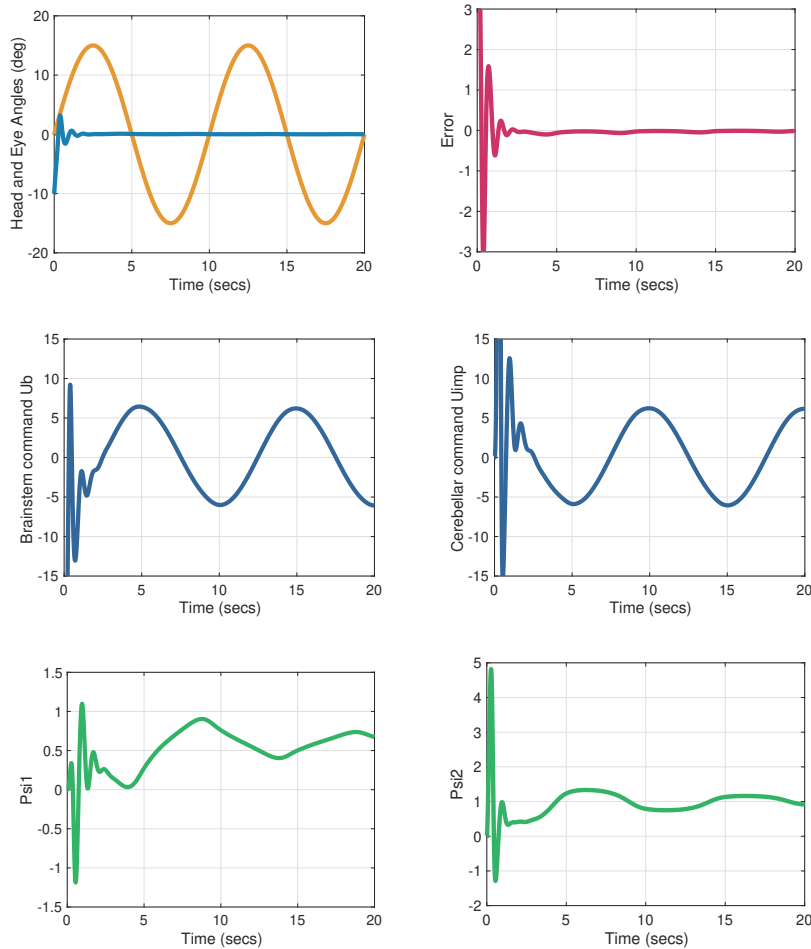 20
10
0
-10
-20
0 5 10 15 20
Time (secs)
Head and Eye Angles (deg)
3
2
1
0
-1
-2
-3
0 5 10 15 20
Time (secs)
Error
15
10
5
0
-5
-10
-15
0 5 10 15 20
Time (secs)
Brainstem command Ub
15
10
5
0
-5
-10
-15
0 5 10 15 20
Time (secs)
Cerebellar command Uimp
1.5
1
0.5
0
-0.5
-1
-1.5
0 5 10 15 20
Time (secs)
Psi1
5
4
3
2
1
0
-1
-2
0 5 10 15 20
Time (secs)
Psi2